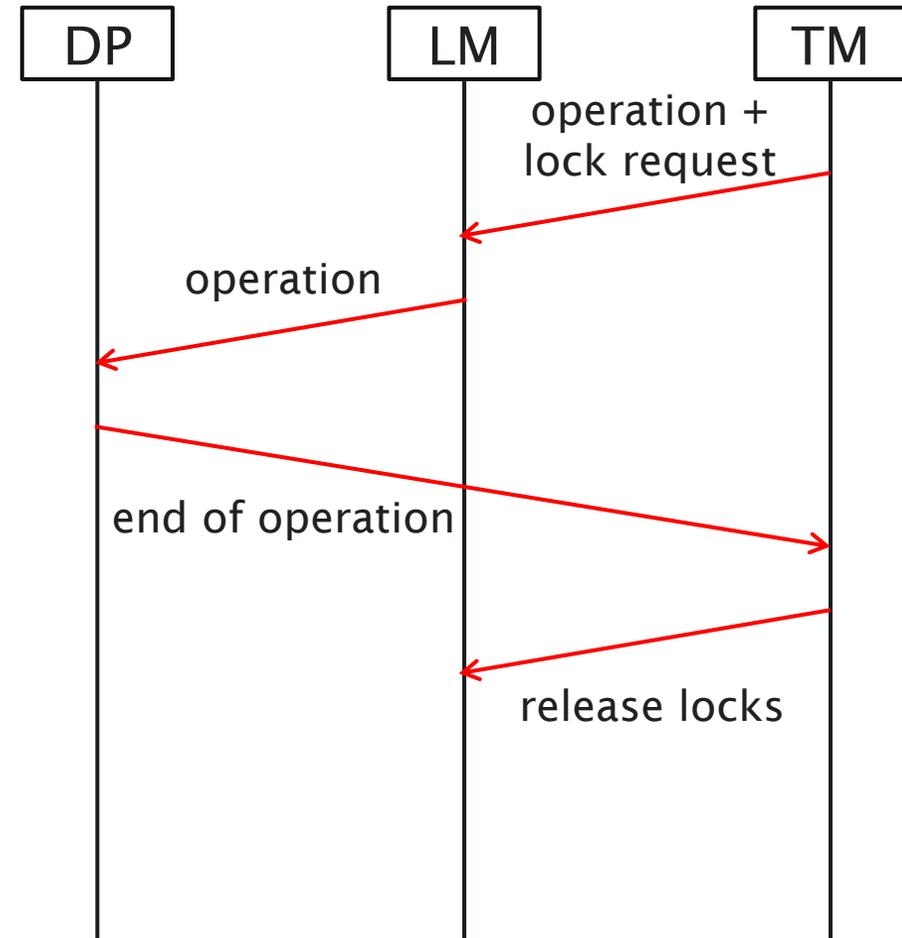 DP
LM
TM
operation +
lock request
operation
end of operation
release locks